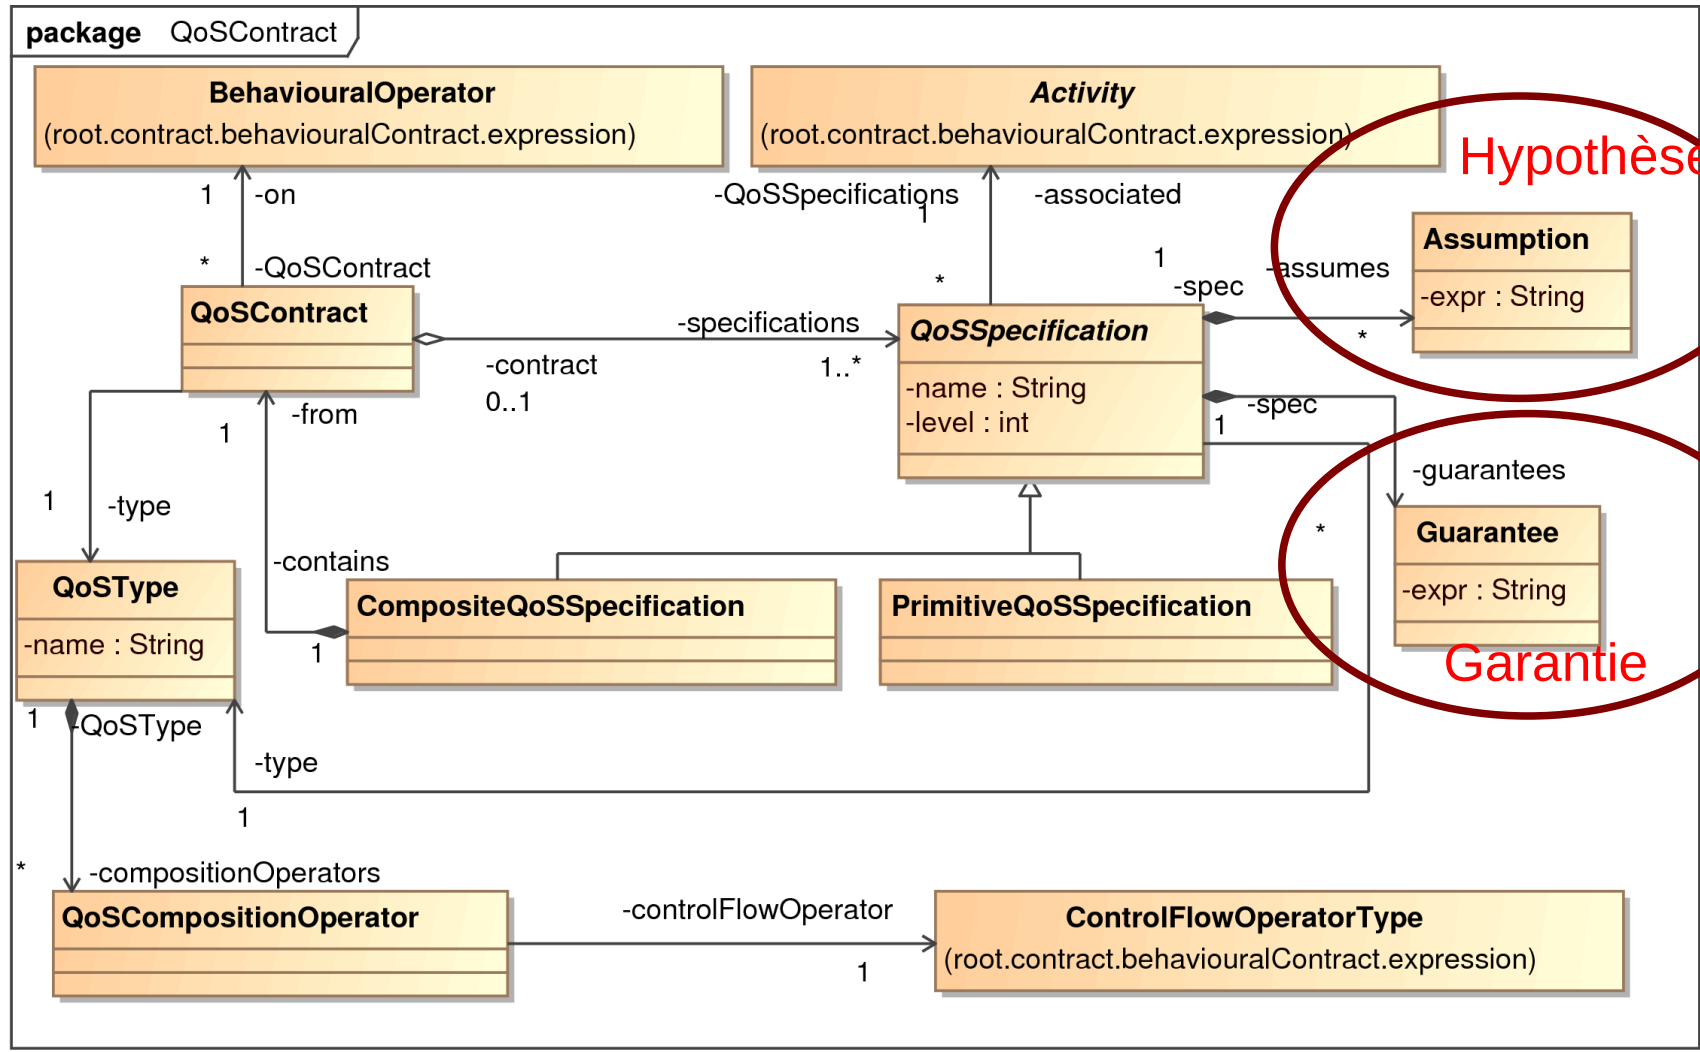 package QoSContract
BehaviouralOperator
(root.contract.behaviouralContract.expression)
Activity
(root.contract.behaviouralContract.expression)
Hypothèse
1
-on
-QoSSpecifications
1
-associated
*
-QoSContract
*
1
-spec
-assumes
*
Assumption
-expr : String
QoSContract
-specifications
-contract
0..1
1..*
QoSSpecification
-name : String
-level : int
-spec
1
1
-from
-guarantees
*
1
-type
-contains
1
Guarantee
-expr : String
Garantie
QoSType
-name : String
CompositeQoSSpecification
PrimitiveQoSSpecification
1
-QoSType
-type
1
*
-compositionOperators
QoSCompositionOperator
-controlFlowOperator
1
ControlFlowOperatorType
(root.contract.behaviouralContract.expression)